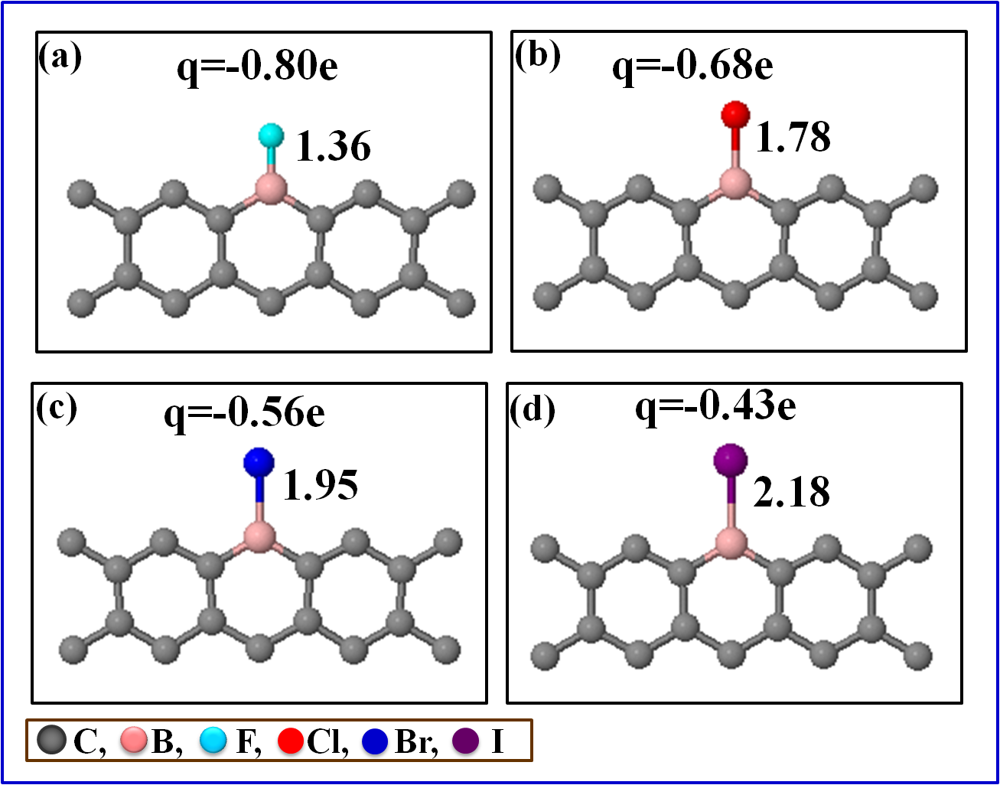 (a)
q=-0.80e
1.36
(b)
q=-0.68e
1.78
(c)
q=-0.56e
1.95
(d)
q=-0.43e
2.18
C, B, F, Cl, Br, I